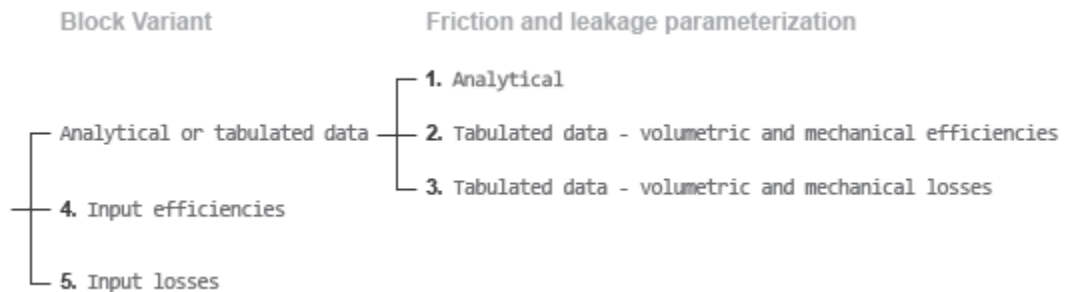 Block Variant
Friction and leakage parameterization
1. Analytical
Analytical or tabulated data
2. Tabulated data - volumetric and mechanical efficiencies
3. Tabulated data - volumetric and mechanical losses
4. Input efficiencies
5. Input losses